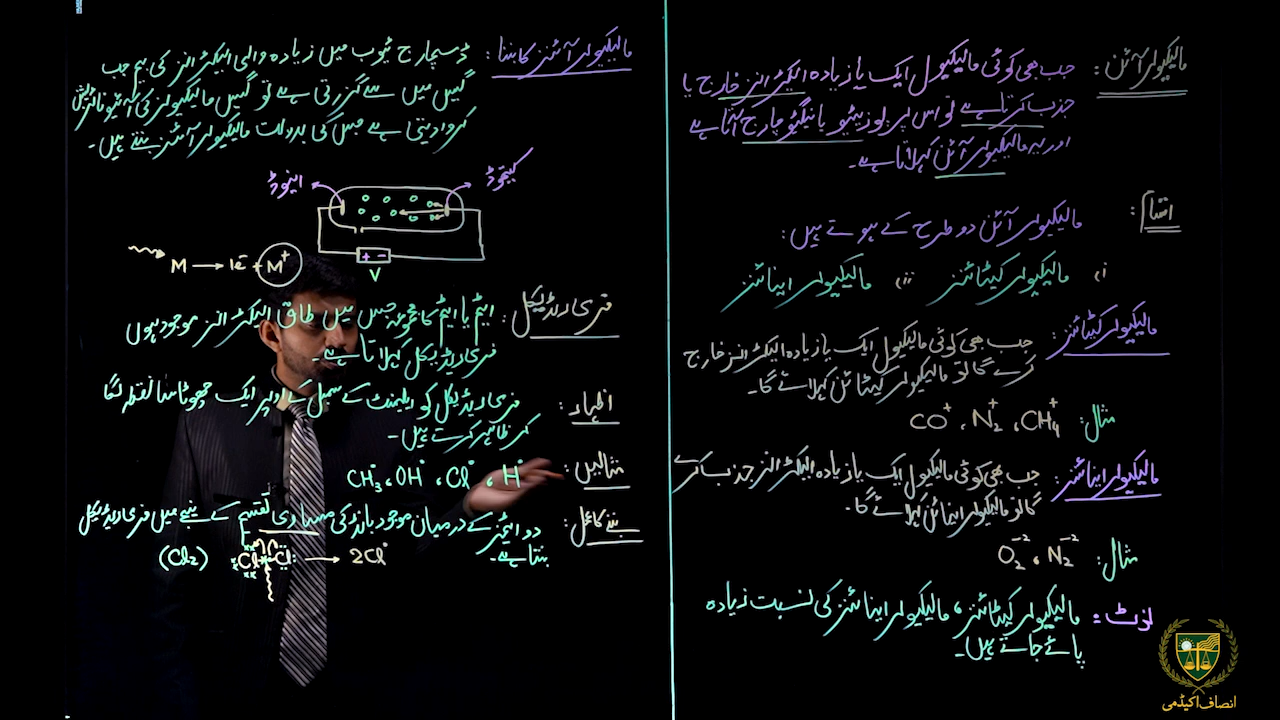 مالیکیولر آئن: جب بھی کوئی مالیکیول ایک یا زیادہ الیکٹرانز خارج یا
جذب کرتا ہے تو اس پر پوزیٹیو یا نیگٹیو چارج آتا ہے
اور یہ مالیکیولر آئن کہلاتا ہے۔
اقسام: مالیکیولر آئن دو طرح کے ہوتے ہیں:
i، مالیکیولر کیٹائنز ii، مالیکیولر اینائنز
مالیکیولر کیٹائنز: جب بھی کوئی مالیکیول ایک یا زیادہ الیکٹرانز خارج
کرے گا تو مالیکیولر کیٹائن کہلائے گا۔
مثال: CO⁺ ، N₂⁺ ، CH₄⁺
مالیکیولر اینائنز: جب بھی کوئی مالیکیول ایک یا زیادہ الیکٹرانز جذب کرے
گا تو مالیکیولر اینائن کہلائے گا۔
مثال: O₂⁻² ، N₂⁻²
نوٹ: مالیکیولر کیٹائنز، مالیکیولر اینائنز کی نسبت زیادہ
پائے جاتے ہیں۔
انصاف اکیڈمی
مالیکیولر آئنز کا بننا: ڈسچارج ٹیوب میں زیادہ والی الیکٹرانز کی بیم جب
گیس میں سے گزرتی ہے تو گیس مالیکیولز کی آئیونائزیشن
کروا دیتی ہے جس کی بدولت مالیکیولر آئنز بنتے ہیں۔
اینوڈ کیتھوڈ
+ −
V
M → 1e⁻ + M⁺
فری ریڈیکل: ایٹم یا ایٹم کا مجموعہ جس میں طاق الیکٹرانز موجود ہوں
فری ریڈیکل کہلاتا ہے۔
اظہار: فری ریڈیکل کو ایلیمنٹ کے سمبل کے اوپر ایک چھوٹا سا نقطہ لگا
کر ظاہر کرتے ہیں۔
مثالیں: CH₃• ، OH• ، Cl• ، H•
بننے کا عمل: دو ایٹمز کے درمیان موجود بانڈ کی مساوی تقسیم کے نتیجے میں فری ریڈیکل
بنتا ہے۔
(Cl₂) Cl Cl → 2Cl•